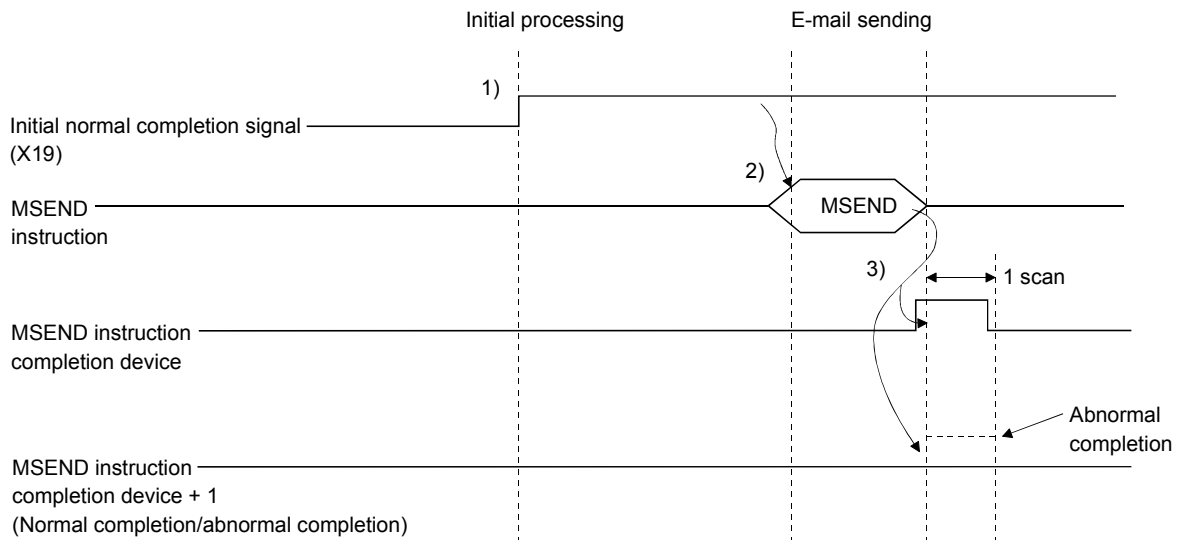 Initial processing
E-mail sending
1)
Initial normal completion signal
(X19)
2)
MSEND
instruction
MSEND
3)
1 scan
MSEND instruction
completion device
Abnormal
completion
MSEND instruction
completion device + 1
(Normal completion/abnormal completion)